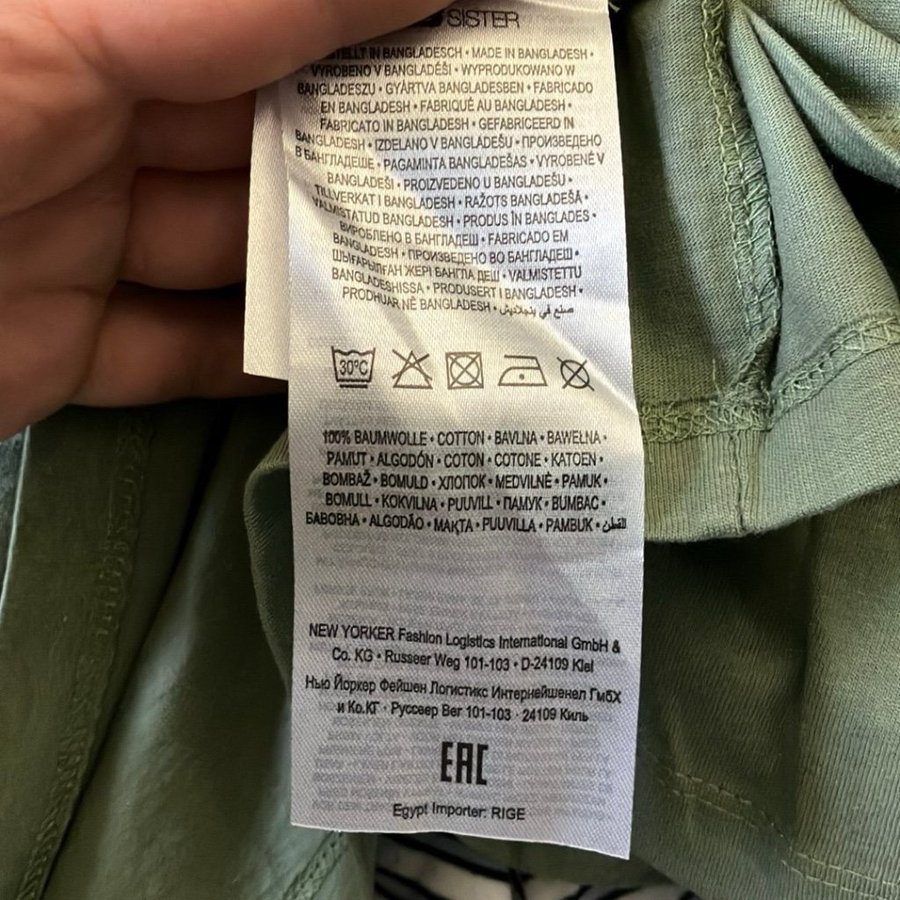 SISTER
IN BANGLADESCH • MADE IN BANGLADESH •
VYROBENO V BANGLADÉŠI • WYPRODUKOWANO W
BANGLADESZU • GYÁRTVA BANGLADESBEN • FABRICADO
EN BANGLADESH • FABRIQUÉ AU BANGLADESH •
FABRICATO IN BANGLADESH • GEFABRICEERD IN
BANGLADESH • IZDELANO V BANGLADEŠU • ПРОИЗВЕДЕНО
В БАНГЛАДЕШЕ • PAGAMINTA BANGLADEŠAS • VYROBENÉ V
BANGLADEŠI • PROIZVEDENO U BANGLADEŠU •
TILLVERKAT I BANGLADESH • RAŽOTS BANGLADEŠĀ •
VALMISTATUD BANGLADESH • PRODUS ÎN BANGLADES •
ВИРОБЛЕНО В БАНГЛАДЕШ • FABRICADO EM
BANGLADESH • ПРОИЗВЕДЕНО ВО БАНГЛАДЕШ •
ШЫҒАРЫЛҒАН ЖЕРІ БАНГЛА ДЕШ • VALMISTETTU
BANGLADESHISSA • PRODUSERT I BANGLADESH •
PRODHUAR NË BANGLADESH • صنع في بنجلاديش
30°C
100% BAUMWOLLE • COTTON • BAVLNA • BAWEŁNA •
PAMUT • ALGODÓN • COTON • COTONE • KATOEN •
BOMBAŽ • BOMULD • ХЛОПОК • MEDVILNĖ • PAMUK •
BOMULL • KOKVILNA • PUUVILL • ПАМУК • BUMBAC •
БАВОВНА • ALGODÃO • МАҚТА • PUUVILLA • PAMBUK • القطن
NEW YORKER Fashion Logistics International GmbH &
Co. KG • Russeer Weg 101-103 • D-24109 Kiel
Нью Йоркер Фейшен Логистикс Интернейшенел ГмбХ
и Ко.КГ · Руссеер Вег 101-103 · 24109 Киль
EAC
Egypt Importer: RIGE